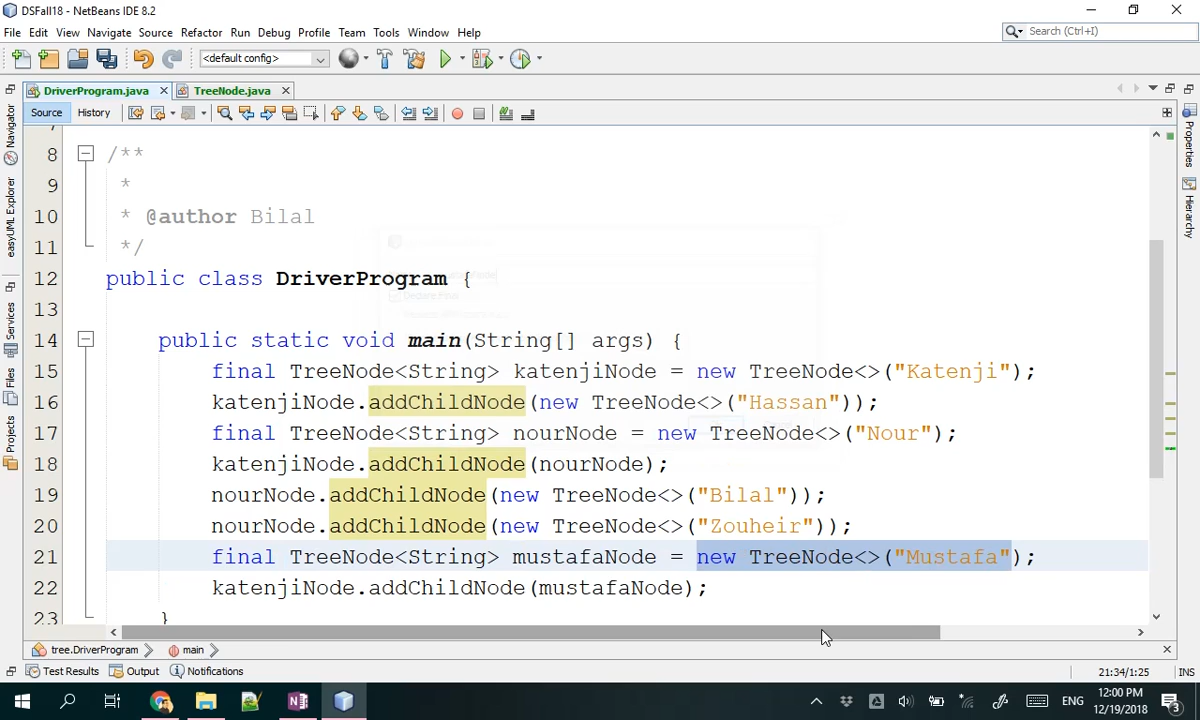 DSFall18 - NetBeans IDE 8.2
File Edit View Navigate Source Refactor Run Debug Profile Team Tools Window Help
Search (Ctrl+I)
<default config>
DriverProgram.java
TreeNode.java
Source History
7
8 /**
9 *
10 * @author Bilal
11 */
12 public class DriverProgram {
13
14 public static void main(String[] args) {
15 final TreeNode<String> katenjiNode = new TreeNode<>("Katenji");
16 katenjiNode.addChildNode(new TreeNode<>("Hassan"));
17 final TreeNode<String> nourNode = new TreeNode<>("Nour");
18 katenjiNode.addChildNode(nourNode);
19 nourNode.addChildNode(new TreeNode<>("Bilal"));
20 nourNode.addChildNode(new TreeNode<>("Zouheir"));
21 final TreeNode<String> mustafaNode = new TreeNode<>("Mustafa");
22 katenjiNode.addChildNode(mustafaNode);
23 }
Navigator
easyUML Explorer
Services
Files
Projects
Properties
Hierarchy
tree.DriverProgram
main
Test Results
Output
Notifications
21:34/1:25
INS
ENG
12:00 PM
12/19/2018
3